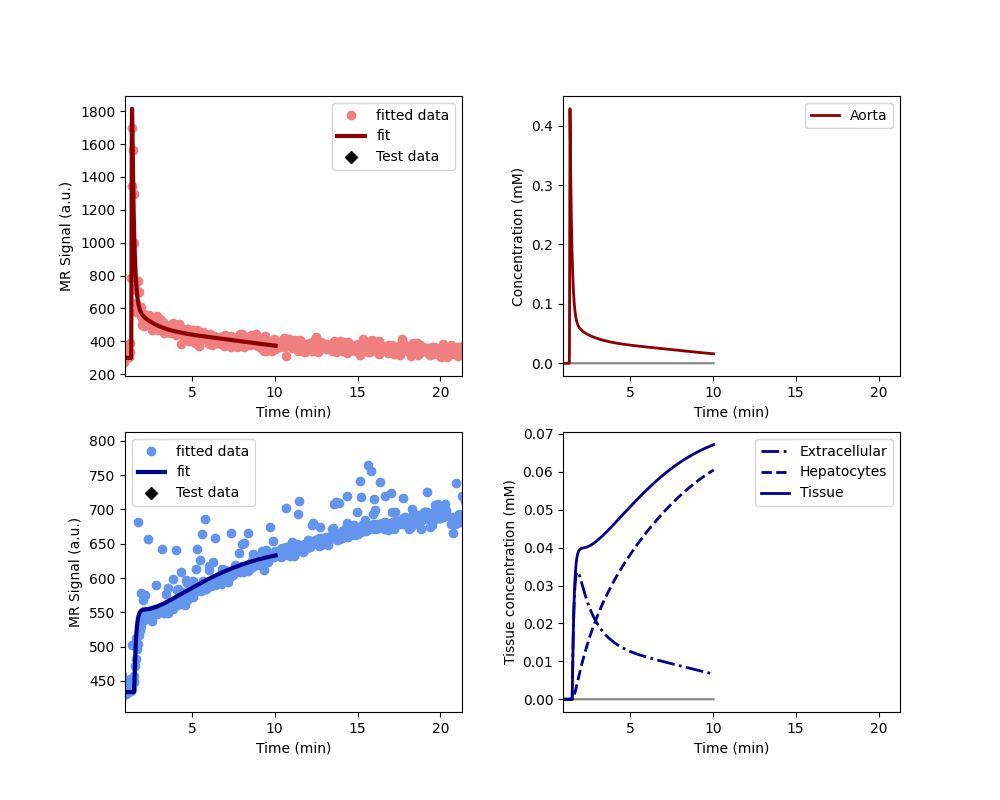 1800
1600
1400
1200
1000
800
600
400
200
MR Signal (a.u.)
fitted data
fit
Test data
5
10
15
20
Time (min)
0.4
0.3
0.2
0.1
0.0
Concentration (mM)
Aorta
5
10
15
20
Time (min)
800
750
700
650
600
550
500
450
MR Signal (a.u.)
fitted data
fit
Test data
5
10
15
20
Time (min)
0.07
0.06
0.05
0.04
0.03
0.02
0.01
0.00
Tissue concentration (mM)
Extracellular
Hepatocytes
Tissue
5
10
15
20
Time (min)